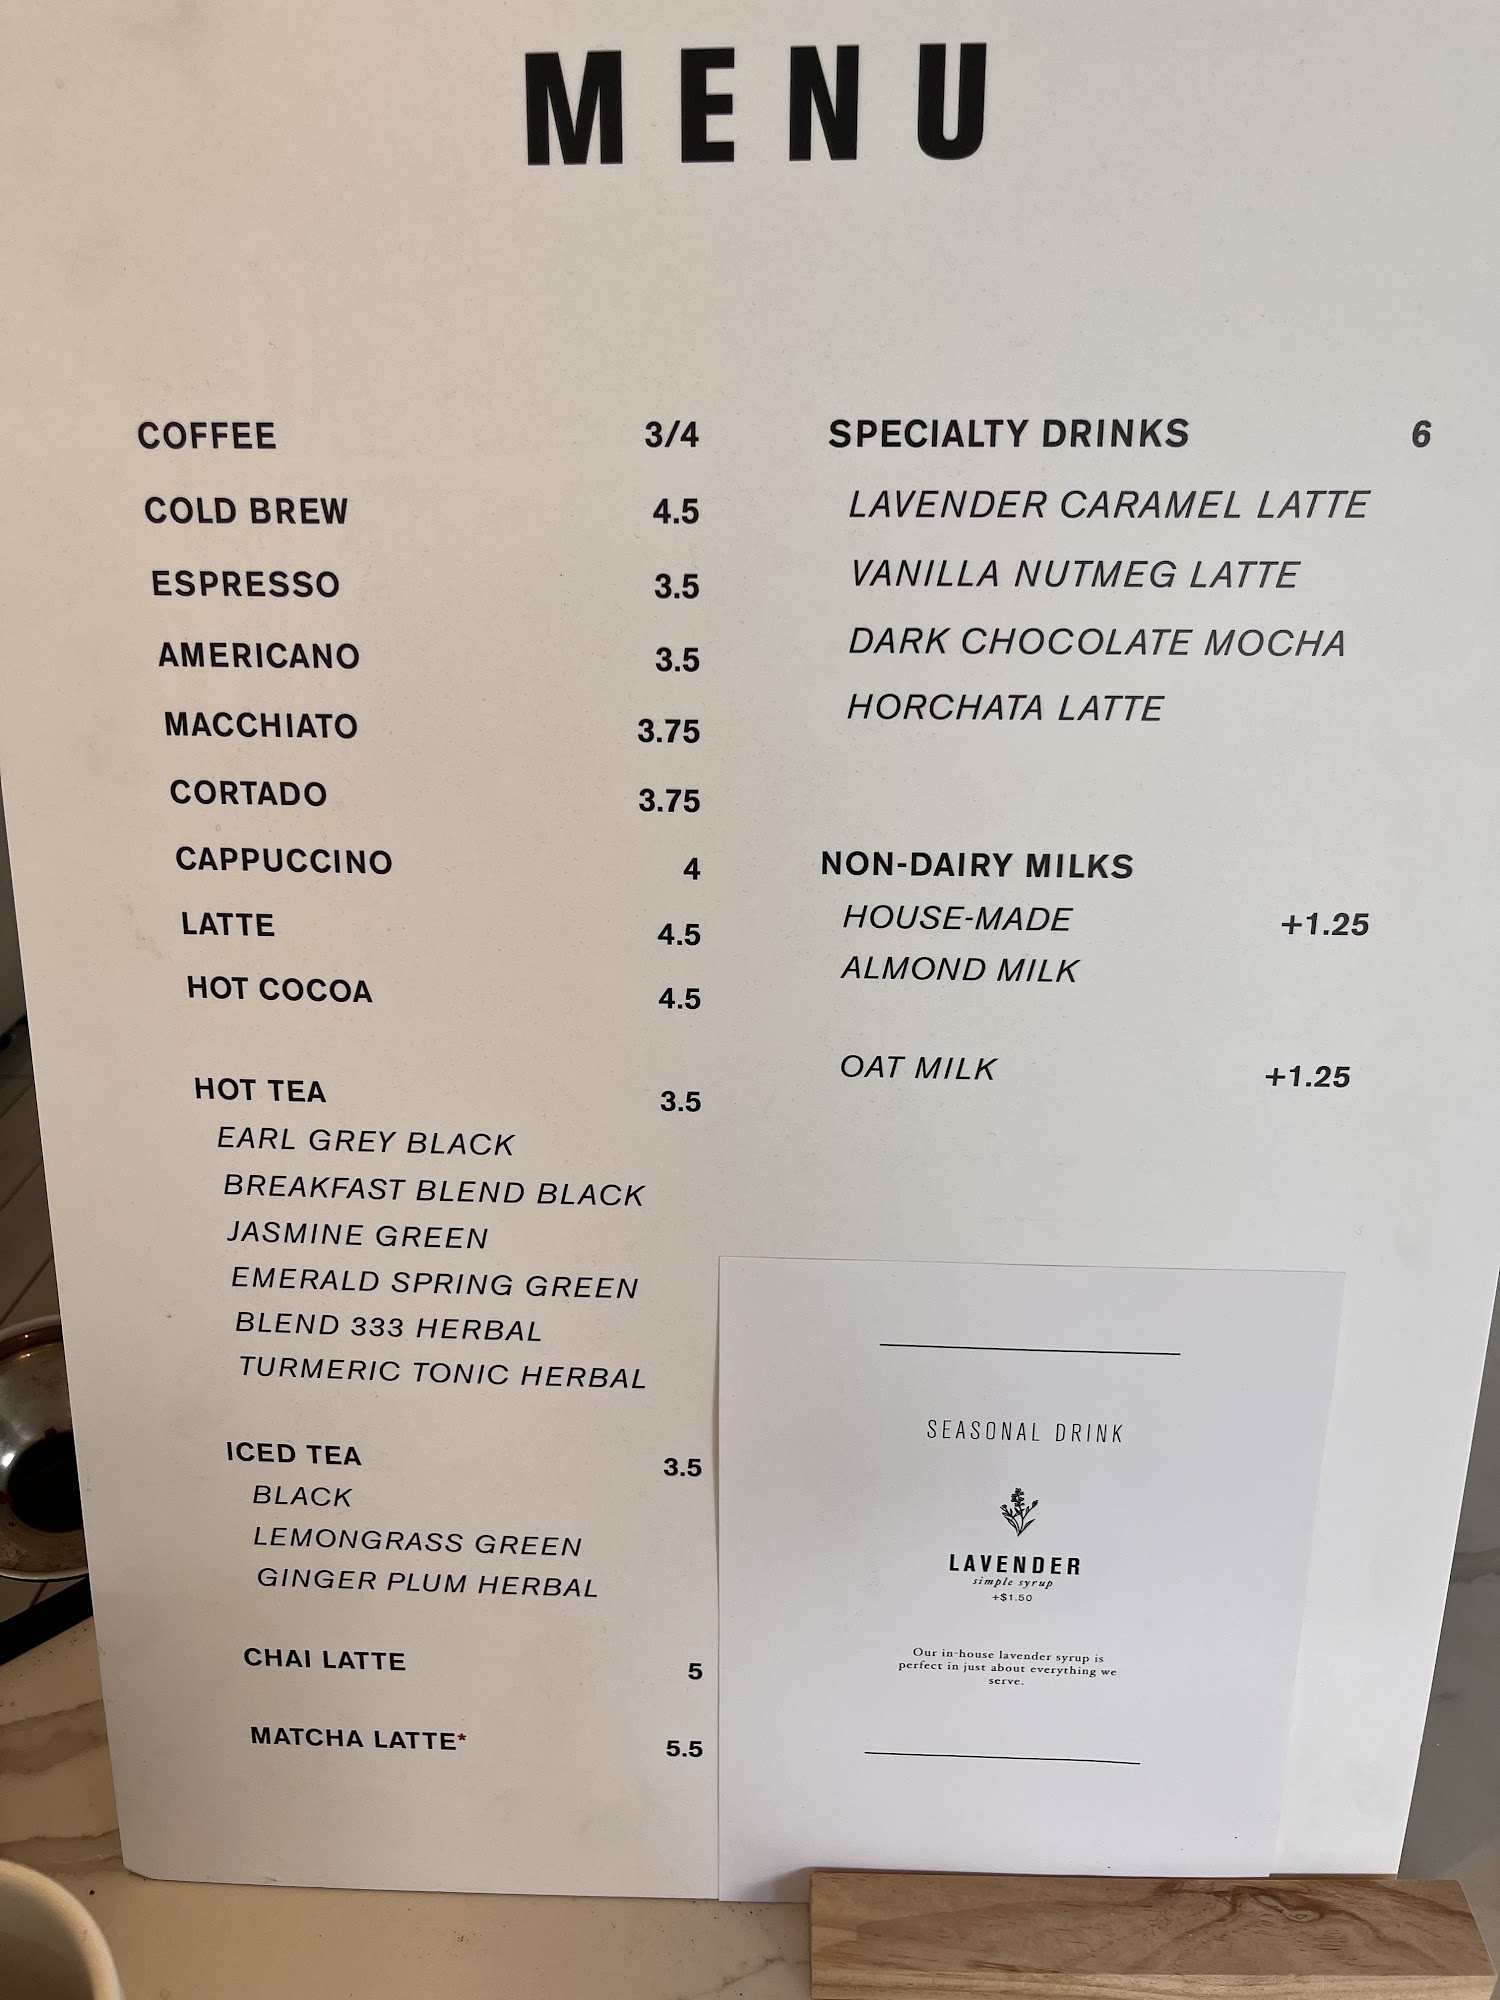 MENU
COFFEE 3/4
COLD BREW 4.5
ESPRESSO 3.5
AMERICANO 3.5
MACCHIATO 3.75
CORTADO 3.75
CAPPUCCINO 4
LATTE 4.5
HOT COCOA 4.5
HOT TEA 3.5
EARL GREY BLACK
BREAKFAST BLEND BLACK
JASMINE GREEN
EMERALD SPRING GREEN
BLEND 333 HERBAL
TURMERIC TONIC HERBAL
ICED TEA 3.5
BLACK
LEMONGRASS GREEN
GINGER PLUM HERBAL
CHAI LATTE 5
MATCHA LATTE* 5.5
SPECIALTY DRINKS 6
LAVENDER CARAMEL LATTE
VANILLA NUTMEG LATTE
DARK CHOCOLATE MOCHA
HORCHATA LATTE
NON-DAIRY MILKS
HOUSE-MADE +1.25
ALMOND MILK
OAT MILK +1.25
SEASONAL DRINK
LAVENDER
simple syrup
+$1.50
Our in-house lavender syrup is
perfect in just about everything we
serve.